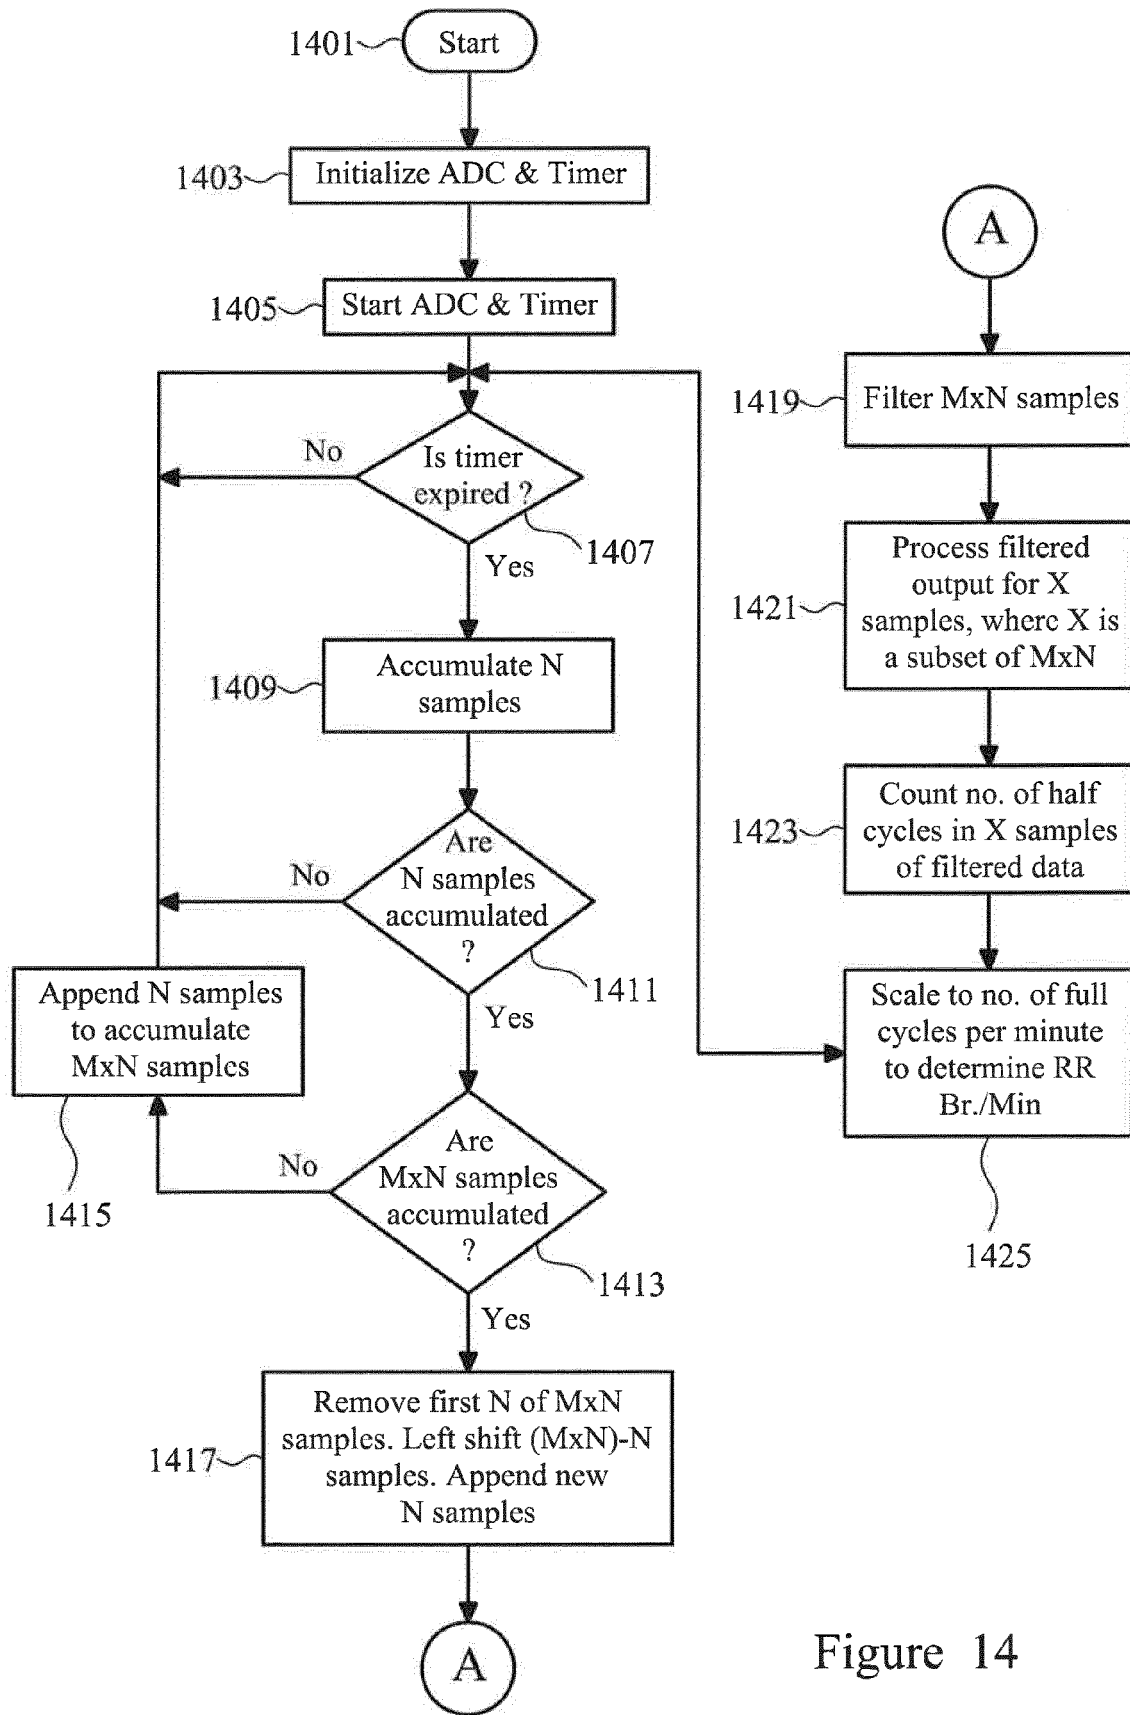 1401
Start
1403
Initialize ADC & Timer
1405
Start ADC & Timer
No
Is timer
expired ?
1407
Yes
1409
Accumulate N
samples
No
Are
N samples
accumulated
?
1411
Yes
Append N samples
to accumulate
MxN samples
1415
No
Are
MxN samples
accumulated
?
1413
Yes
1417
Remove first N of MxN
samples. Left shift (MxN)-N
samples. Append new
N samples
A
A
1419
Filter MxN samples
1421
Process filtered
output for X
samples, where X is
a subset of MxN
1423
Count no. of half
cycles in X samples
of filtered data
Scale to no. of full
cycles per minute
to determine RR
Br./Min
1425
Figure 14